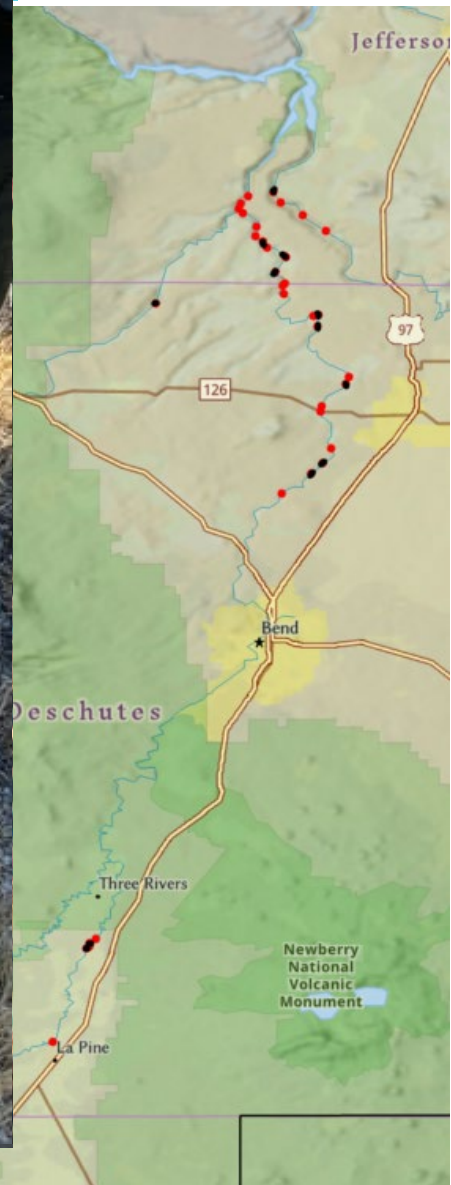 Jefferson
97
126
Bend
Deschutes
Three Rivers
Newberry
National
Volcanic
Monument
La Pine